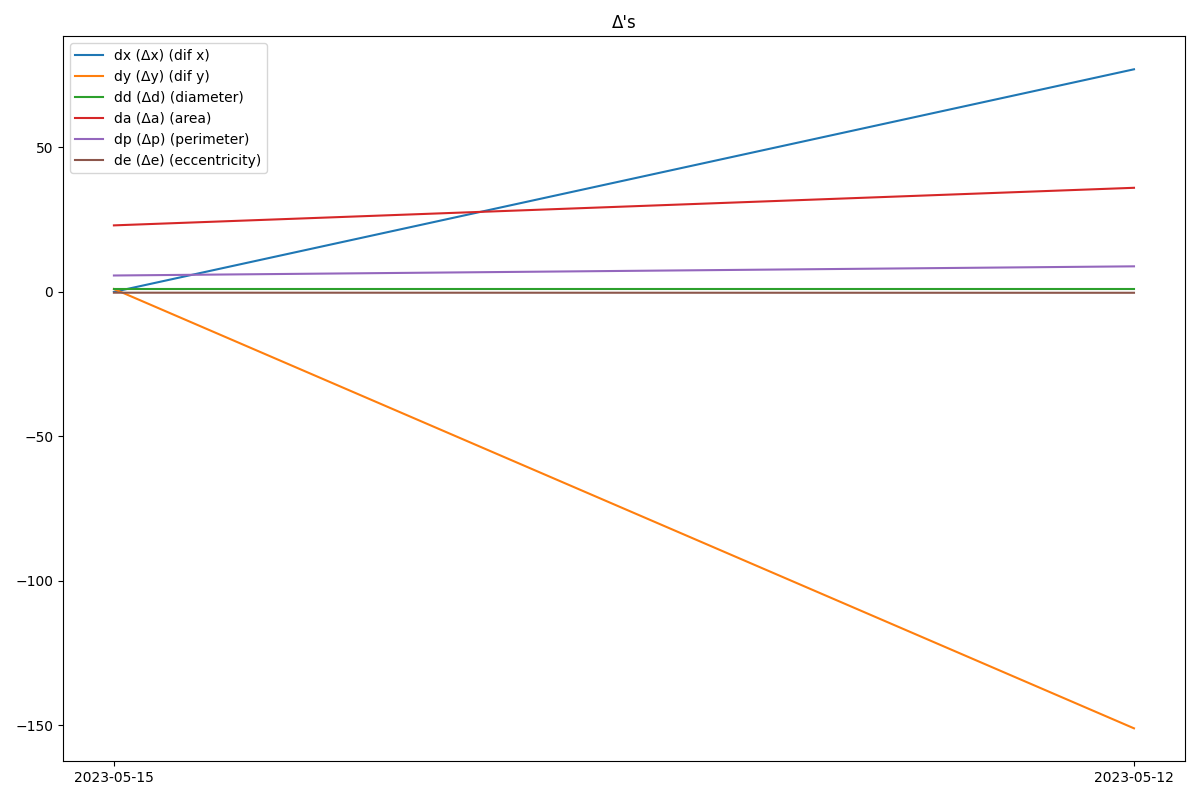 Δ's
dx (Δx) (dif x)
dy (Δy) (dif y)
dd (Δd) (diameter)
da (Δa) (area)
dp (Δp) (perimeter)
de (Δe) (eccentricity)
50
0
−50
−100
−150
2023-05-15
2023-05-12